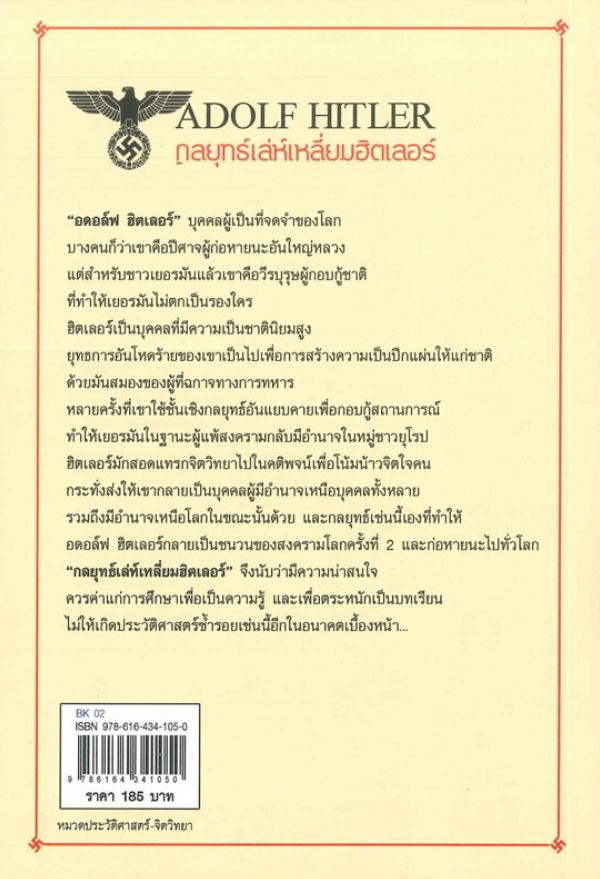 ADOLF HITLER
กลยุทธ์เล่ห์เหลี่ยมฮิตเลอร์
“อดอล์ฟ ฮิตเลอร์” บุคคลผู้เป็นที่จดจำของโลก
บางคนก็ว่าเขาคือปีศาจผู้ก่อหายนะอันใหญ่หลวง
แต่สำหรับชาวเยอรมันแล้วเขาคือวีรบุรุษผู้กอบกู้ชาติ
ที่ทำให้เยอรมันไม่ตกเป็นรองใคร
ฮิตเลอร์เป็นบุคคลที่มีความเป็นชาตินิยมสูง
ยุทธการอันโหดร้ายของเขาเป็นไปเพื่อการสร้างความเป็นปึกแผ่นให้แก่ชาติ
ด้วยมันสมองของผู้ที่ฉกาจทางการทหาร
หลายครั้งที่เขาใช้ชั้นเชิงกลยุทธ์อันแยบคายเพื่อกอบกู้สถานการณ์
ทำให้เยอรมันในฐานะผู้แพ้สงครามกลับมีอำนาจในหมู่ชาวยุโรป
ฮิตเลอร์มักสอดแทรกจิตวิทยาไปในคติพจน์เพื่อโน้มน้าวจิตใจคน
กระทั่งส่งให้เขากลายเป็นบุคคลผู้มีอำนาจเหนือบุคคลทั้งหลาย
รวมถึงมีอำนาจเหนือโลกในขณะนั้นด้วย และกลยุทธ์เช่นนี้เองที่ทำให้
อดอล์ฟ ฮิตเลอร์กลายเป็นชนวนของสงครามโลกครั้งที่ 2 และก่อหายนะไปทั่วโลก
“กลยุทธ์เล่ห์เหลี่ยมฮิตเลอร์” จึงนับว่ามีความน่าสนใจ
ควรค่าแก่การศึกษาเพื่อเป็นความรู้ และเพื่อตระหนักเป็นบทเรียน
ไม่ให้เกิดประวัติศาสตร์ซ้ำรอยเช่นนี้อีกในอนาคตเบื้องหน้า...
BK 02
ISBN 978-616-434-105-0
9 786164 341050
ราคา 185 บาท
หมวดประวัติศาสตร์-จิตวิทยา